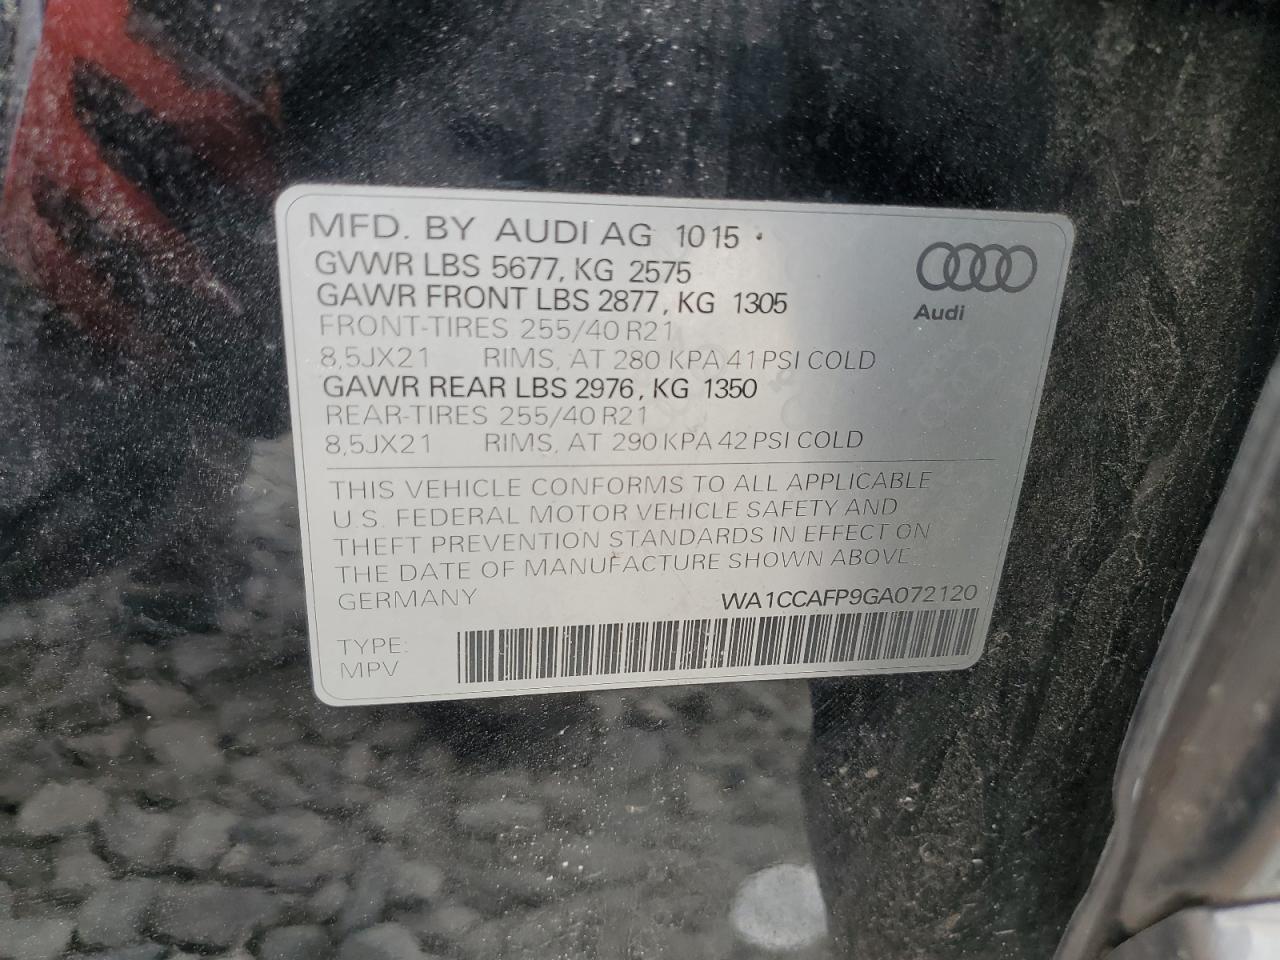 MFD. BY AUDI AG 10 15
GVWR LBS 5677, KG 2575
GAWR FRONT LBS 2877, KG 1305
FRONT-TIRES 255/40 R21
8,5JX21 RIMS, AT 280 KPA 41 PSI COLD
GAWR REAR LBS 2976, KG 1350
REAR-TIRES 255/40 R21
8,5JX21 RIMS, AT 290 KPA 42 PSI COLD
Audi
THIS VEHICLE CONFORMS TO ALL APPLICABLE
U.S. FEDERAL MOTOR VEHICLE SAFETY AND
THEFT PREVENTION STANDARDS IN EFFECT ON
THE DATE OF MANUFACTURE SHOWN ABOVE
GERMANY WA1CCAFP9GA072120
TYPE:
MPV